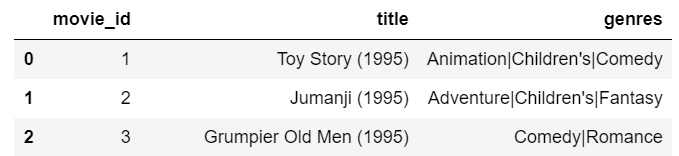 movie_id title genres
0 1 Toy Story (1995) Animation|Children's|Comedy
1 2 Jumanji (1995) Adventure|Children's|Fantasy
2 3 Grumpier Old Men (1995) Comedy|Romance